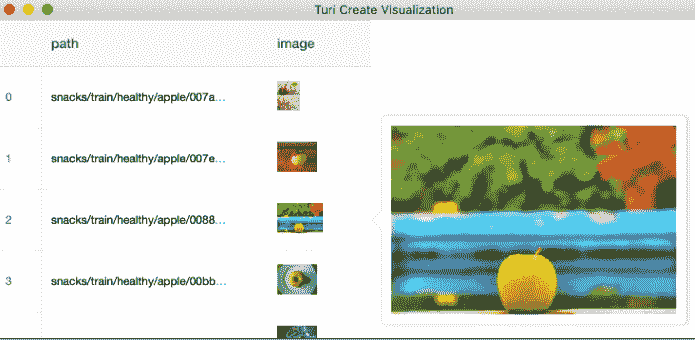 Turi Create Visualization
path image
0 snacks/train/healthy/apple/007a...
1 snacks/train/healthy/apple/007e...
2 snacks/train/healthy/apple/0088...
3 snacks/train/healthy/apple/00bb...